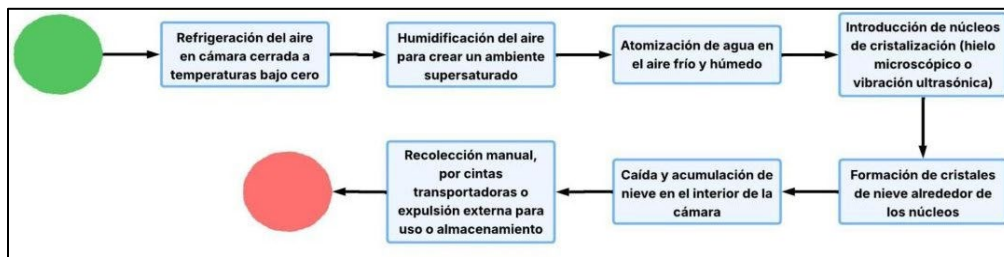 Refrigeración del aire
en cámara cerrada a
temperaturas bajo cero
Humidificación del aire
para crear un ambiente
supersaturado
Atomización de agua en
el aire frío y húmedo
Introducción de núcleos
de cristalización (hielo
microscópico o
vibración ultrasónica)
Formación de cristales
de nieve alrededor de
los núcleos
Caída y acumulación de
nieve en el interior de la
cámara
Recolección manual,
por cintas
transportadoras o
expulsión externa para
uso o almacenamiento